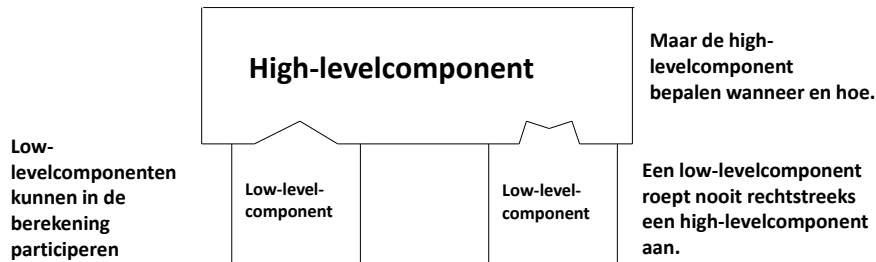 High-levelcomponent
Maar de high-
levelcomponent
bepalen wanneer en hoe.
Low-
levelcomponenten
kunnen in de
berekening
participeren
Low-level-
component
Low-level-
component
Een low-levelcomponent
roept nooit rechtstreeks
een high-levelcomponent
aan.